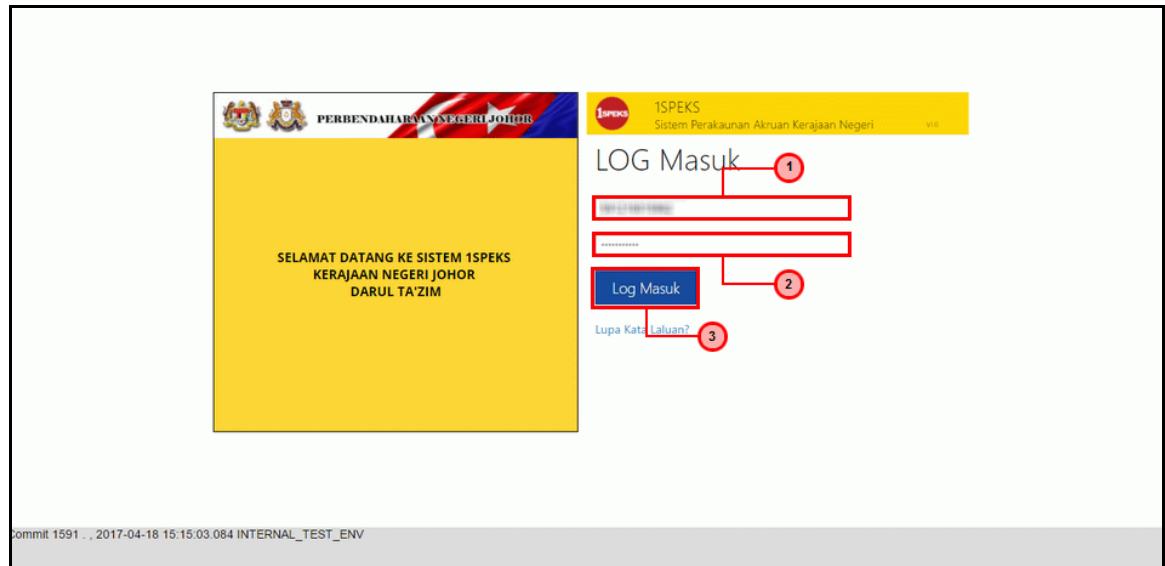 PERBENDAHARAAN NEGERI JOHOR
SELAMAT DATANG KE SISTEM 1SPEKS
KERAJAAN NEGERI JOHOR
DARUL TA'ZIM
1SPEKS
1SPEKS
Sistem Perakaunan Akruan Kerajaan Negeri
V1.0
LOG Masuk
1
***********
2
Log Masuk
Lupa Kata Laluan?
3
Commit 1591 . , 2017-04-18 15:15:03.084 INTERNAL_TEST_ENV